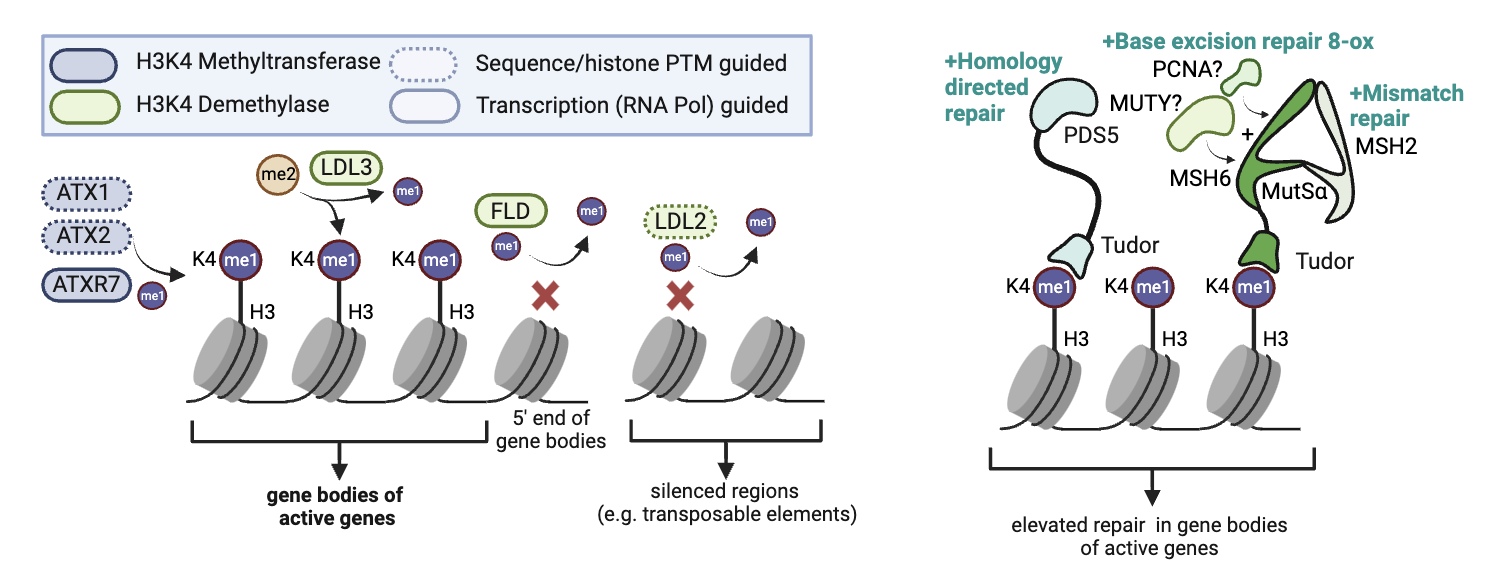 H3K4 Methyltransferase
Sequence/histone PTM guided
H3K4 Demethylase
Transcription (RNA Pol) guided
ATX1
ATX2
ATXR7
me1
me2
LDL3
me1
FLD
me1
me1
LDL2
me1
me1
K4 me1
K4 me1
K4 me1
H3
H3
H3
5' end of
gene bodies
gene bodies of
active genes
silenced regions
(e.g. transposable elements)
+Homology
directed
repair
PDS5
+Base excision repair 8-ox
PCNA?
MUTY?
+
+Mismatch
repair
MSH2
MSH6
MutSα
Tudor
Tudor
K4 me1
K4 me1
K4 me1
H3
H3
H3
elevated repair in gene bodies
of active genes